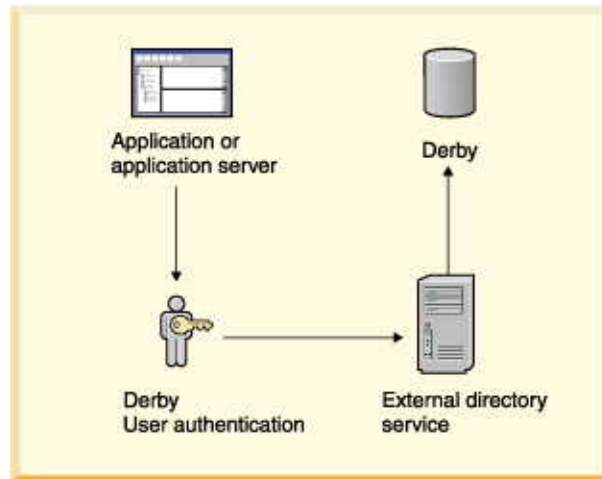 Application or
application server
Derby
Derby
User authentication
External directory
service